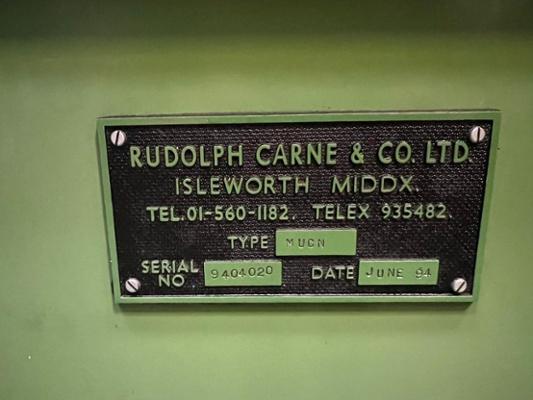 RUDOLPH CARNE & CO. LTD.
ISLEWORTH MIDDX.
TEL. 01-560-1182. TELEX 935482.
TYPE MUCN
SERIAL NO 9404020 DATE JUNE 94